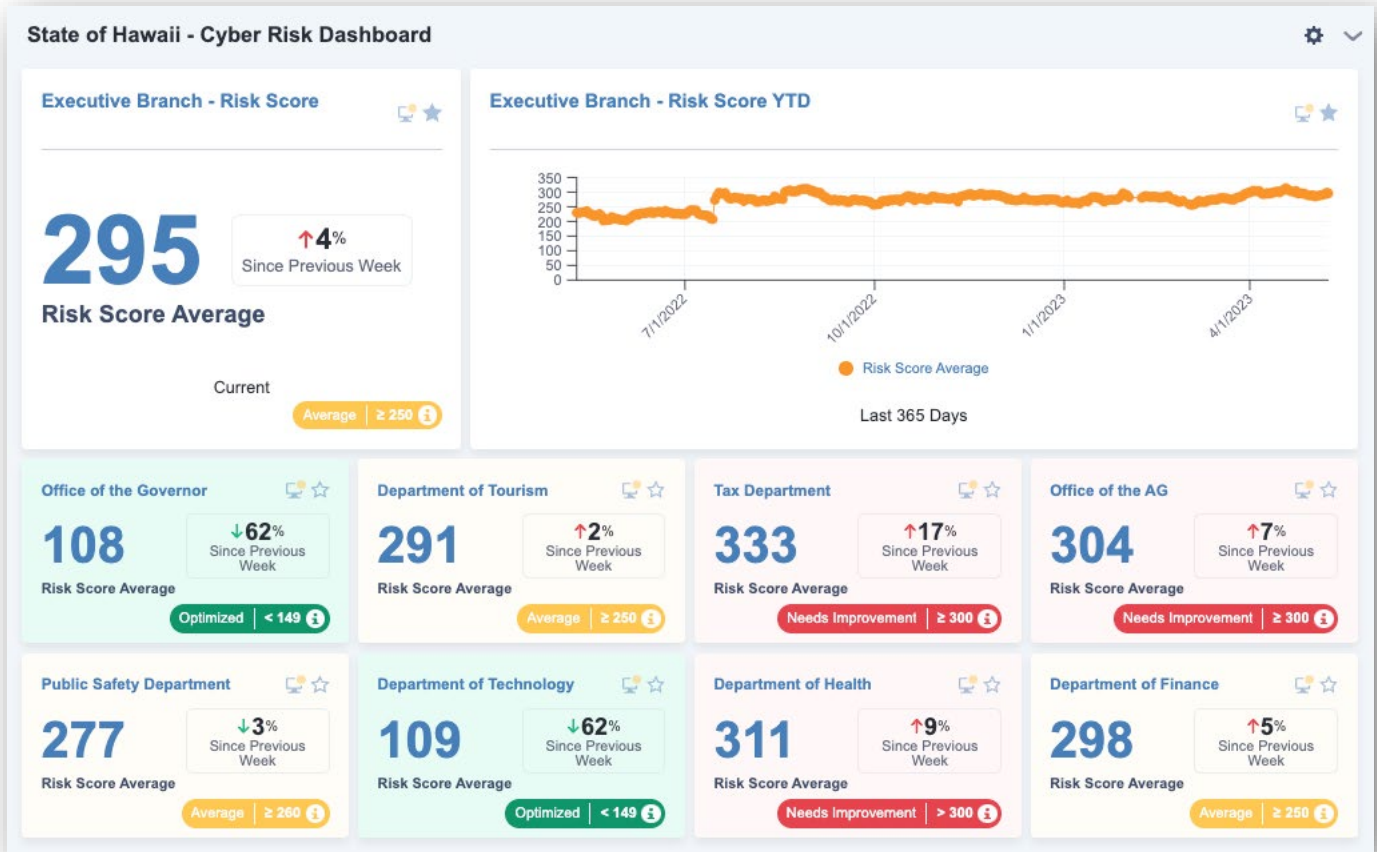 State of Hawaii - Cyber Risk Dashboard
Executive Branch - Risk Score
295
↑4%
Since Previous Week
Risk Score Average
Current
Average | ≥ 250
Executive Branch - Risk Score YTD
350
300
250
200
150
100
50
0
7/1/2022
10/1/2022
1/1/2023
4/1/2023
Risk Score Average
Last 365 Days
Office of the Governor
108
↓62%
Since Previous
Week
Risk Score Average
Optimized | < 149
Department of Tourism
291
↑2%
Since Previous
Week
Risk Score Average
Average | ≥ 250
Tax Department
333
↑17%
Since Previous
Week
Risk Score Average
Needs Improvement | ≥ 300
Office of the AG
304
↑7%
Since Previous
Week
Risk Score Average
Needs Improvement | ≥ 300
Public Safety Department
277
↓3%
Since Previous
Week
Risk Score Average
Average | ≥ 260
Department of Technology
109
↓62%
Since Previous
Week
Risk Score Average
Optimized | < 149
Department of Health
311
↑9%
Since Previous
Week
Risk Score Average
Needs Improvement | > 300
Department of Finance
298
↑5%
Since Previous
Week
Risk Score Average
Average | ≥ 250